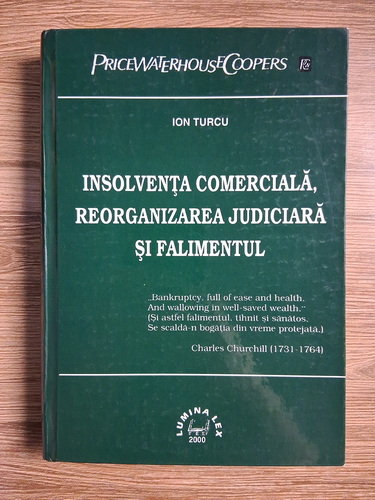 PRICEWATERHOUSECOOPERS
ION TURCU
INSOLVENȚA COMERCIALĂ,
REORGANIZAREA JUDICIARĂ
ȘI FALIMENTUL
„Bankruptcy, full of ease and health,
And wallowing in well-saved wealth."
(Și astfel falimentul, tihnit și sănătos,
Se scaldă-n bogăția din vreme protejată.)
Charles Churchill (1731-1764)
LUMINA LEX
2000